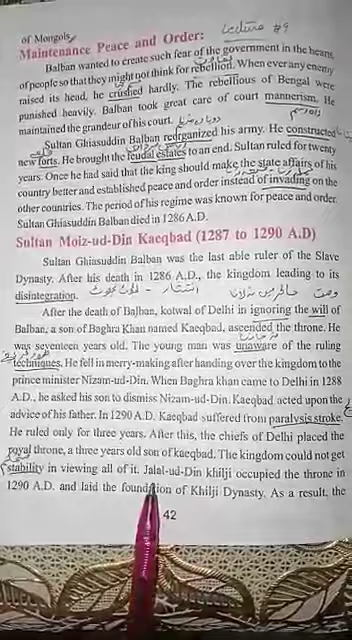 of Mongols.
Lecture #9
Maintenance Peace and Order:
Balban wanted to create such fear of the government in the hearts
of people so that they might not think for rebellion. When ever any enemy
raised its head, he crushed hardly. The rebellious of Bengal were
punished heavily. Balban took great care of court mannerism. He
maintained the grandeur of his court.
Sultan Ghiasuddin Balban reorganized his army. He constructed
new forts. He brought the feudal estates to an end. Sultan ruled for twenty
years. Once he had said that the king should make the state affairs of his
country better and established peace and order instead of invading on the
other countries. The period of his regime was known for peace and order.
Sultan Ghiasuddin Balban died in 1286 A.D.
Sultan Moiz-ud-Din Kaeqbad (1287 to 1290 A.D)
Sultan Ghiasuddin Balban was the last able ruler of the Slave
Dynasty. After his death in 1286 A.D., the kingdom leading to its
disintegration.
After the death of Balban, kotwal of Delhi in ignoring the will of
Balban, a son of Baghra Khan named Kaeqbad, ascended the throne. He
was seventeen years old. The young man was unaware of the ruling
techniques. He fell in merry-making after handing over the kingdom to the
prince minister Nizam-ud-Din. When Baghra khan came to Delhi in 1288
A.D., he asked his son to dismiss Nizam-ud-Din. Kaeqbad acted upon the
advice of his father. In 1290 A.D. Kaeqbad suffered from paralysis stroke.
He ruled only for three years. After this, the chiefs of Delhi placed the
royal throne, a three years old son of kaeqbad. The kingdom could not get
stability in viewing all of it. Jalal-ud-Din khilji occupied the throne in
1290 A.D. and laid the foundation of Khilji Dynasty. As a result, the
42